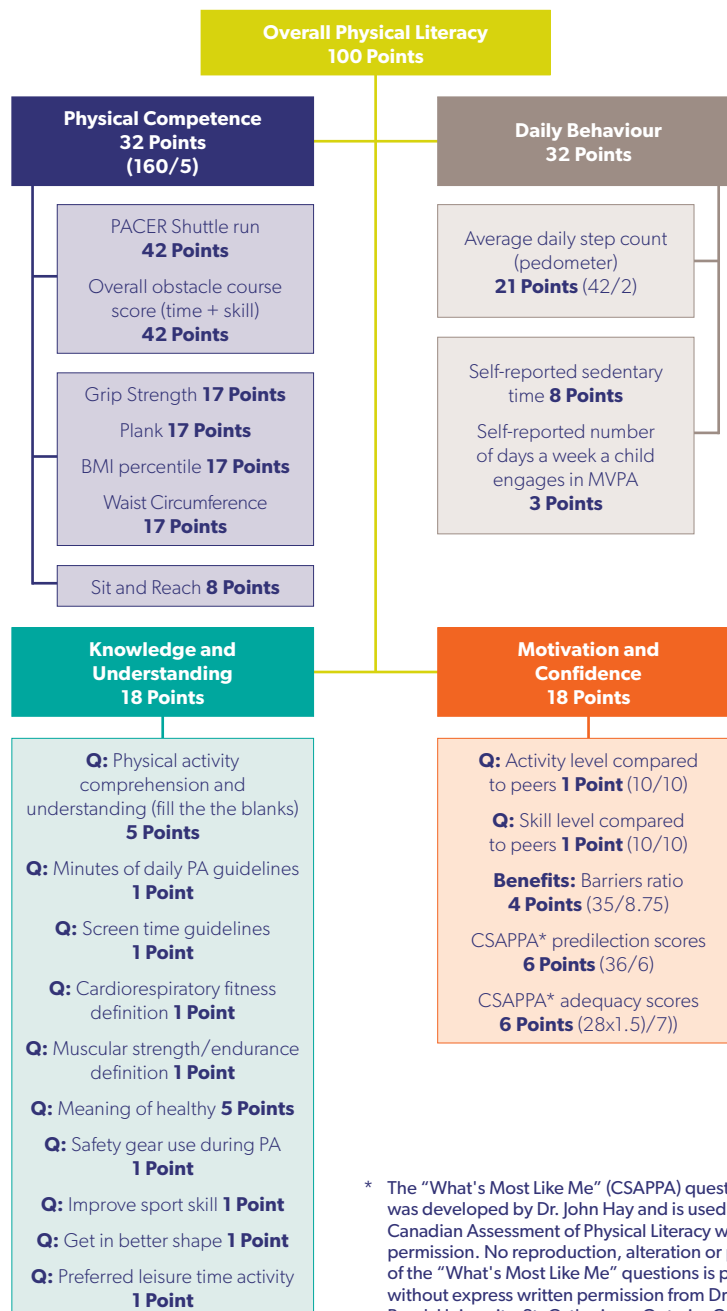 Overall Physical Literacy
100 Points
Physical Competence
32 Points
(160/5)
PACER Shuttle run
42 Points
Overall obstacle course
score (time + skill)
42 Points
Grip Strength 17 Points
Plank 17 Points
BMI percentile 17 Points
Waist Circumference
17 Points
Sit and Reach 8 Points
Daily Behaviour
32 Points
Average daily step count
(pedometer)
21 Points (42/2)
Self-reported sedentary
time 8 Points
Self-reported number
of days a week a child
engages in MVPA
3 Points
Knowledge and
Understanding
18 Points
Q: Physical activity
comprehension and
understanding (fill the the blanks)
5 Points
Q: Minutes of daily PA guidelines
1 Point
Q: Screen time guidelines
1 Point
Q: Cardiorespiratory fitness
definition 1 Point
Q: Muscular strength/endurance
definition 1 Point
Q: Meaning of healthy 5 Points
Q: Safety gear use during PA
1 Point
Q: Improve sport skill 1 Point
Q: Get in better shape 1 Point
Q: Preferred leisure time activity
1 Point
Motivation and
Confidence
18 Points
Q: Activity level compared
to peers 1 Point (10/10)
Q: Skill level compared
to peers 1 Point (10/10)
Benefits: Barriers ratio
4 Points (35/8.75)
CSAPPA* predilection scores
6 Points (36/6)
CSAPPA* adequacy scores
6 Points (28x1.5)/7))
* The "What's Most Like Me" (CSAPPA) quest
was developed by Dr. John Hay and is used
Canadian Assessment of Physical Literacy w
permission. No reproduction, alteration or
of the "What's Most Like Me" questions is p
without express written permission from Dr